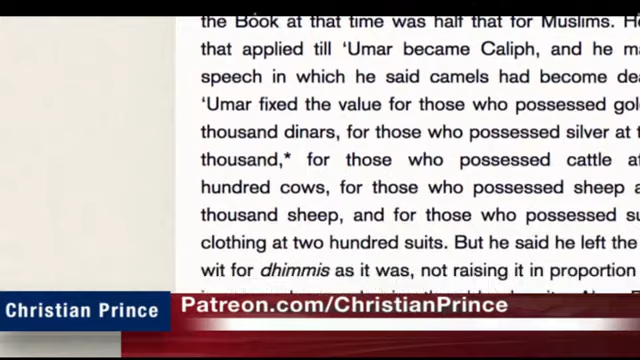 the Book at that time was half that for Muslims.
that applied till ‘Umar became Caliph, and he
speech in which he said camels had become
‘Umar fixed the value for those who possessed
thousand dinars, for those who possessed silver at
thousand,* for those who possessed cattle
hundred cows, for those who possessed sheep
thousand sheep, and for those who possessed
clothing at two hundred suits. But he said he left the
wit for dhimmis as it was, not raising it in proportion
Christian Prince
Patreon.com/ChristianPrince